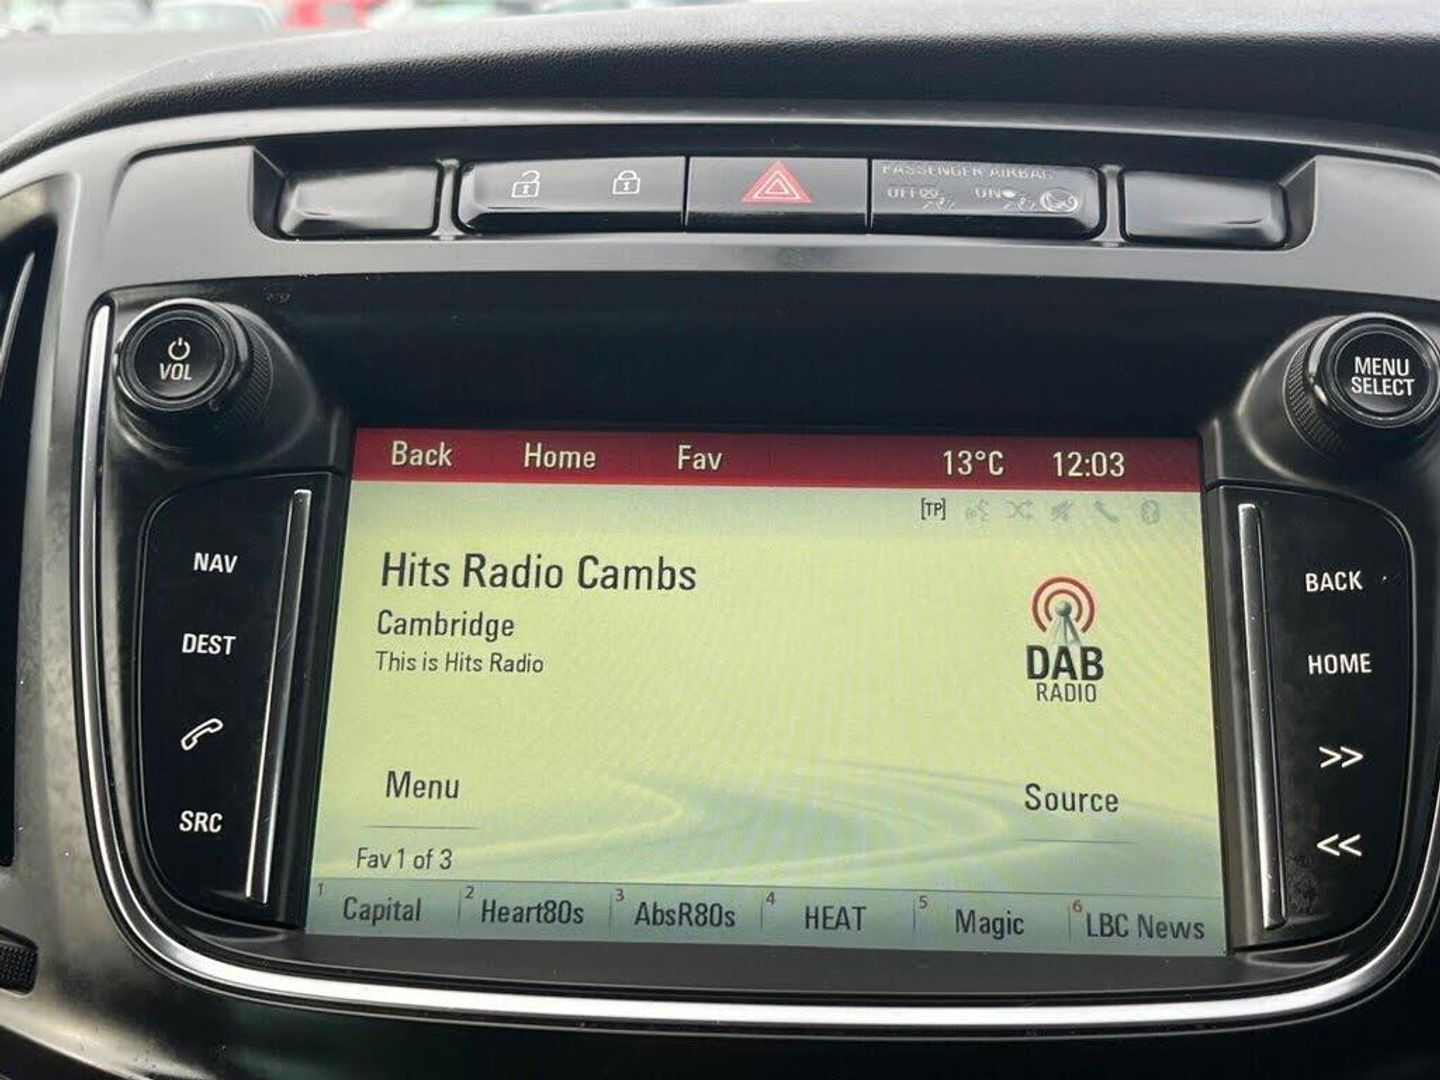 PASSENGER AIRBAG
OFF ON
VOL
MENU
SELECT
Back Home Fav 13°C 12:03
[TP]
NAV
DEST
SRC
Hits Radio Cambs
Cambridge
This is Hits Radio
DAB
RADIO
Menu
Source
Fav 1 of 3
1 Capital 2 Heart80s 3 AbsR80s 4 HEAT 5 Magic 6 LBC News
BACK
HOME
>>
<<